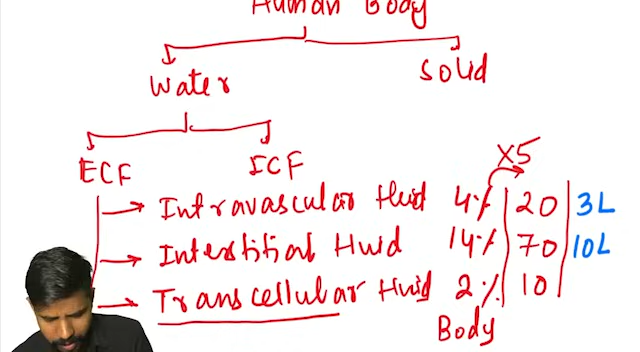 Human Body
Water
Solid
ECF
ICF
X5
Intravascular Fluid 4% 20 3L
Interstitial Fluid 14% 70 10L
Transcellular Fluid 2% 10
Body